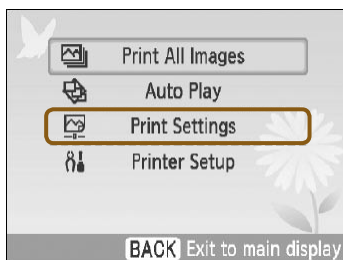 Print All Images
Auto Play
Print Settings
Printer Setup
BACK Exit to main display